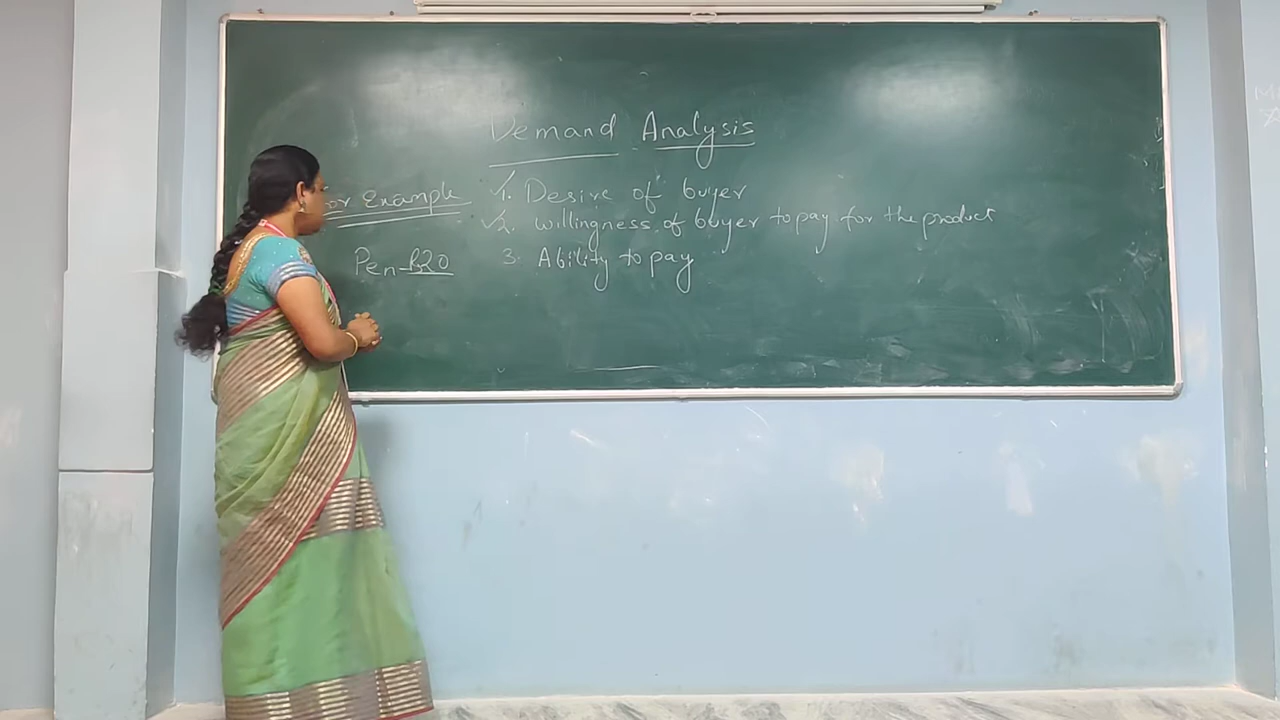 Demand Analysis
For Example
Pen-R20
1. Desire of buyer
2. willingness of buyer to pay for the product
3. Ability to pay